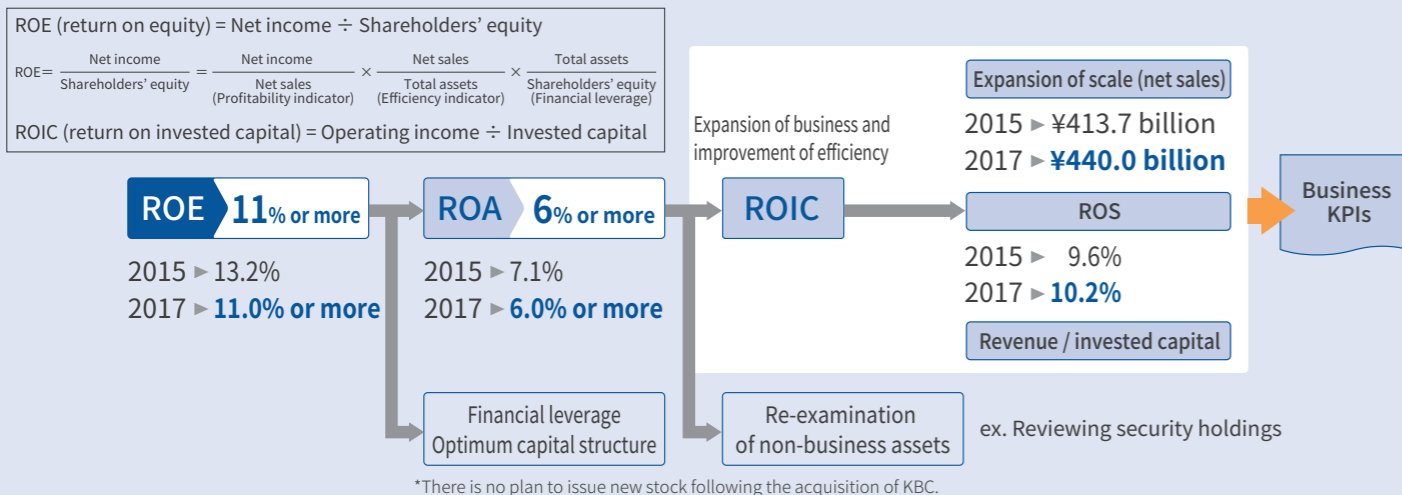 ROE (return on equity) = Net income ÷ Shareholders' equity
ROE= Net income / Shareholders' equity = Net income / Net sales (Profitability indicator) × Net sales / Total assets (Efficiency indicator) × Total assets / Shareholders' equity (Financial leverage)
ROIC (return on invested capital) = Operating income ÷ Invested capital
ROE 11% or more
2015 ► 13.2%
2017 ► 11.0% or more
ROA 6% or more
2015 ► 7.1%
2017 ► 6.0% or more
Financial leverage
Optimum capital structure
Expansion of business and
improvement of efficiency
ROIC
Re-examination
of non-business assets
ex. Reviewing security holdings
Expansion of scale (net sales)
2015 ► ¥413.7 billion
2017 ► ¥440.0 billion
ROS
2015 ► 9.6%
2017 ► 10.2%
Revenue / invested capital
Business
KPIs
*There is no plan to issue new stock following the acquisition of KBC.